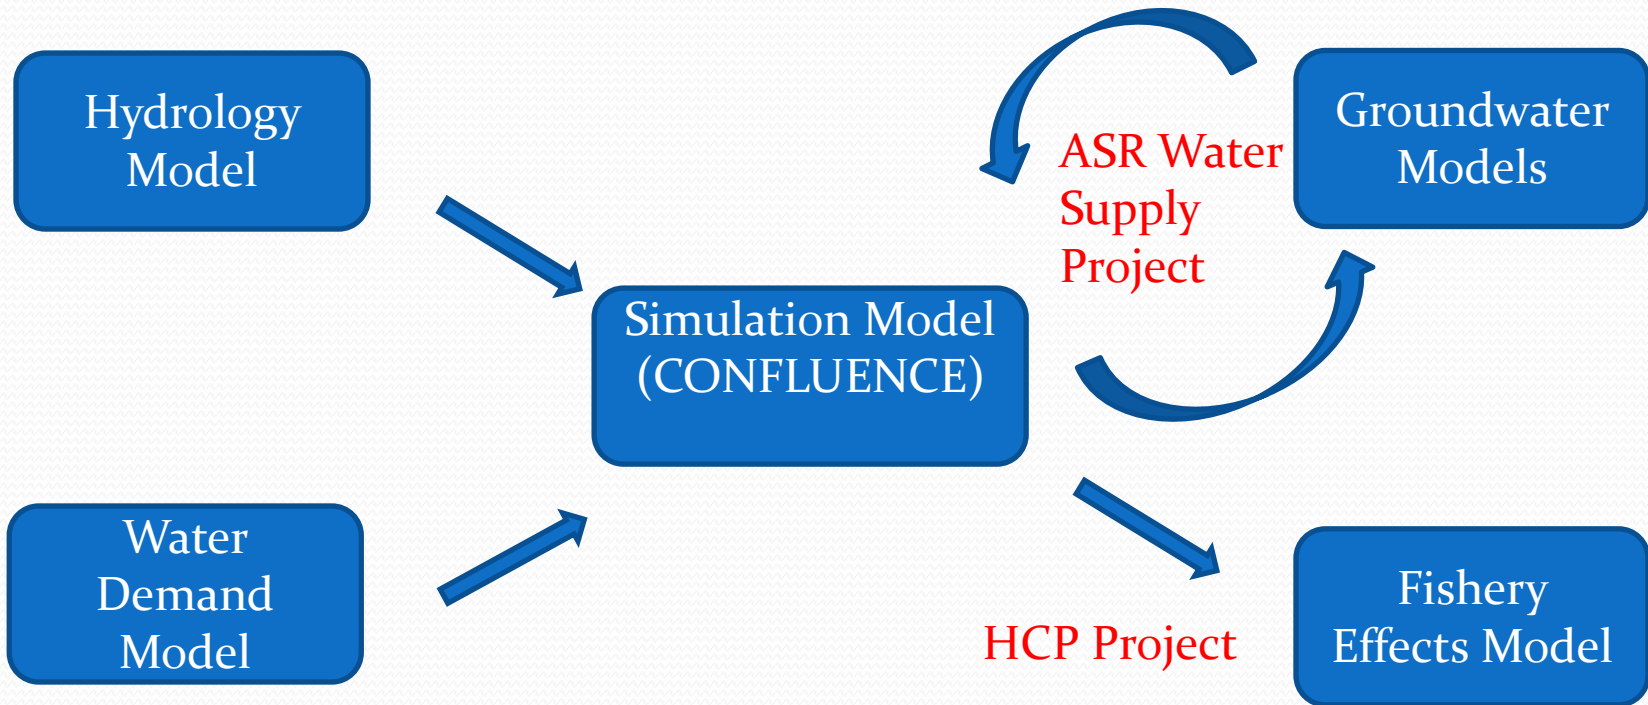 Hydrology
Model
Groundwater
Models
ASR Water
Supply
Project
Simulation Model
(CONFLUENCE)
Water
Demand
Model
HCP Project
Fishery
Effects Model